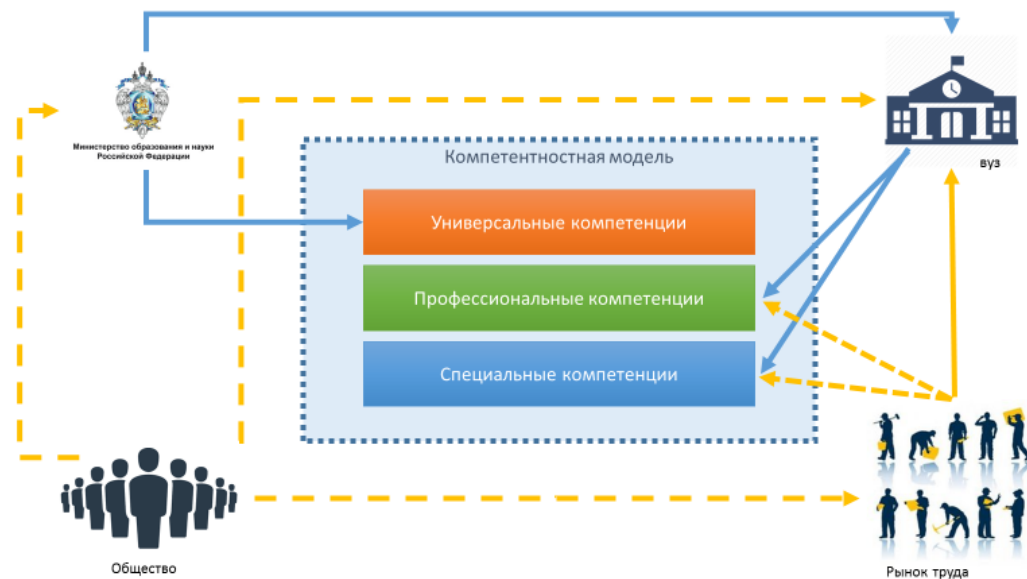 Министерство образования и науки
Российской Федерации
вуз
Компетентностная модель
Универсальные компетенции
Профессиональные компетенции
Специальные компетенции
Общество
Рынок труда